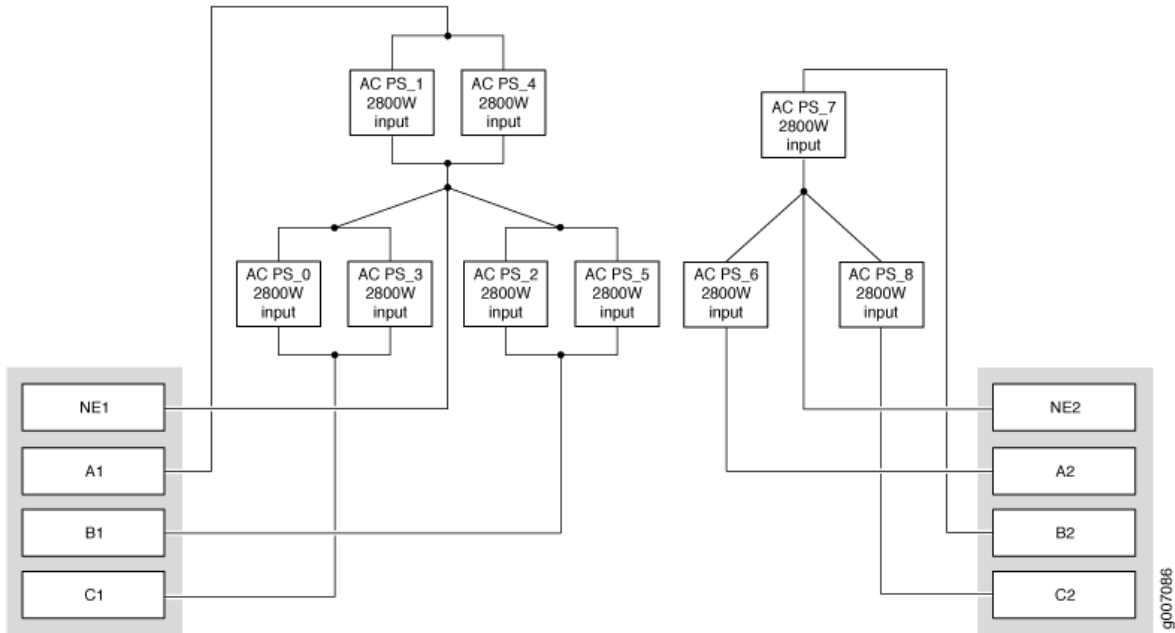 AC PS_1
2800W
input
AC PS_4
2800W
input
AC PS_7
2800W
input
AC PS_0
2800W
input
AC PS_3
2800W
input
AC PS_2
2800W
input
AC PS_5
2800W
input
AC PS_6
2800W
input
AC PS_8
2800W
input
NE1
A1
B1
C1
NE2
A2
B2
C2
g007086